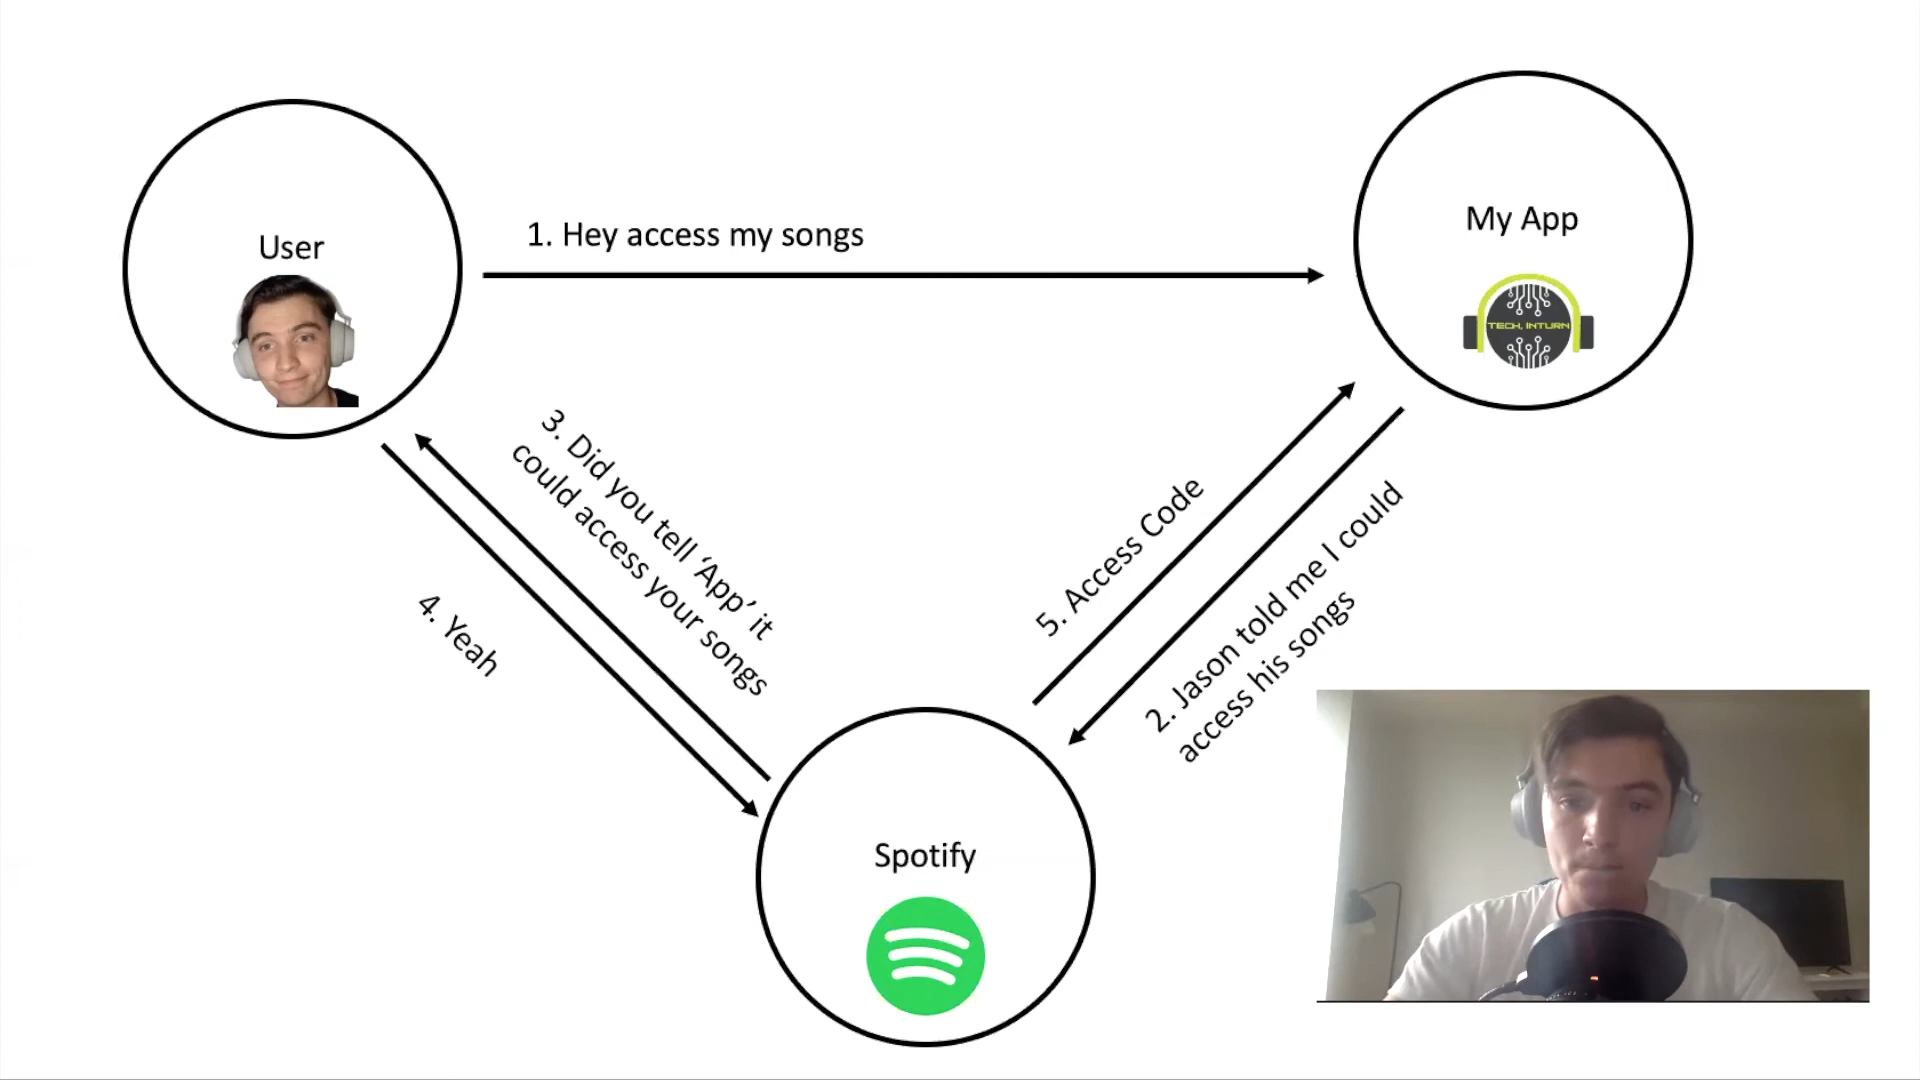 User
My App
TECH, INTURN
1. Hey access my songs
3. Did you tell ‘App’ it
could access your songs
4. Yeah
5. Access Code
2. Jason told me I could
access his songs
Spotify